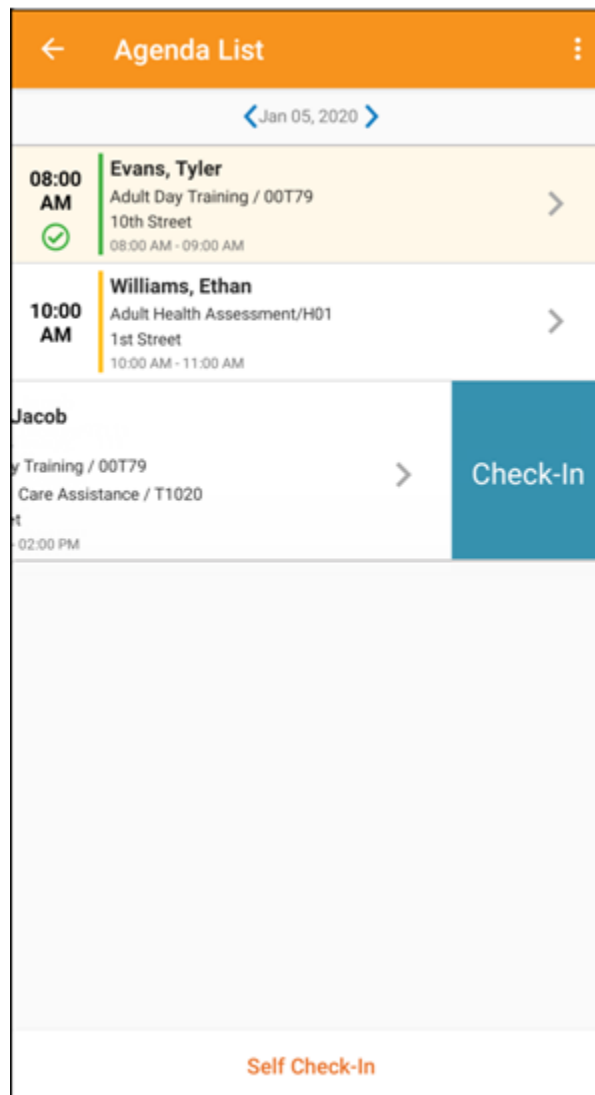 Agenda List
Jan 05, 2020
08:00
AM
Evans, Tyler
Adult Day Training / 00T79
10th Street
08:00 AM - 09:00 AM
10:00
AM
Williams, Ethan
Adult Health Assessment/H01
1st Street
10:00 AM - 11:00 AM
Jacob
y Training / 00T79
Care Assistance / T1020
et
- 02:00 PM
Check-In
Self Check-In